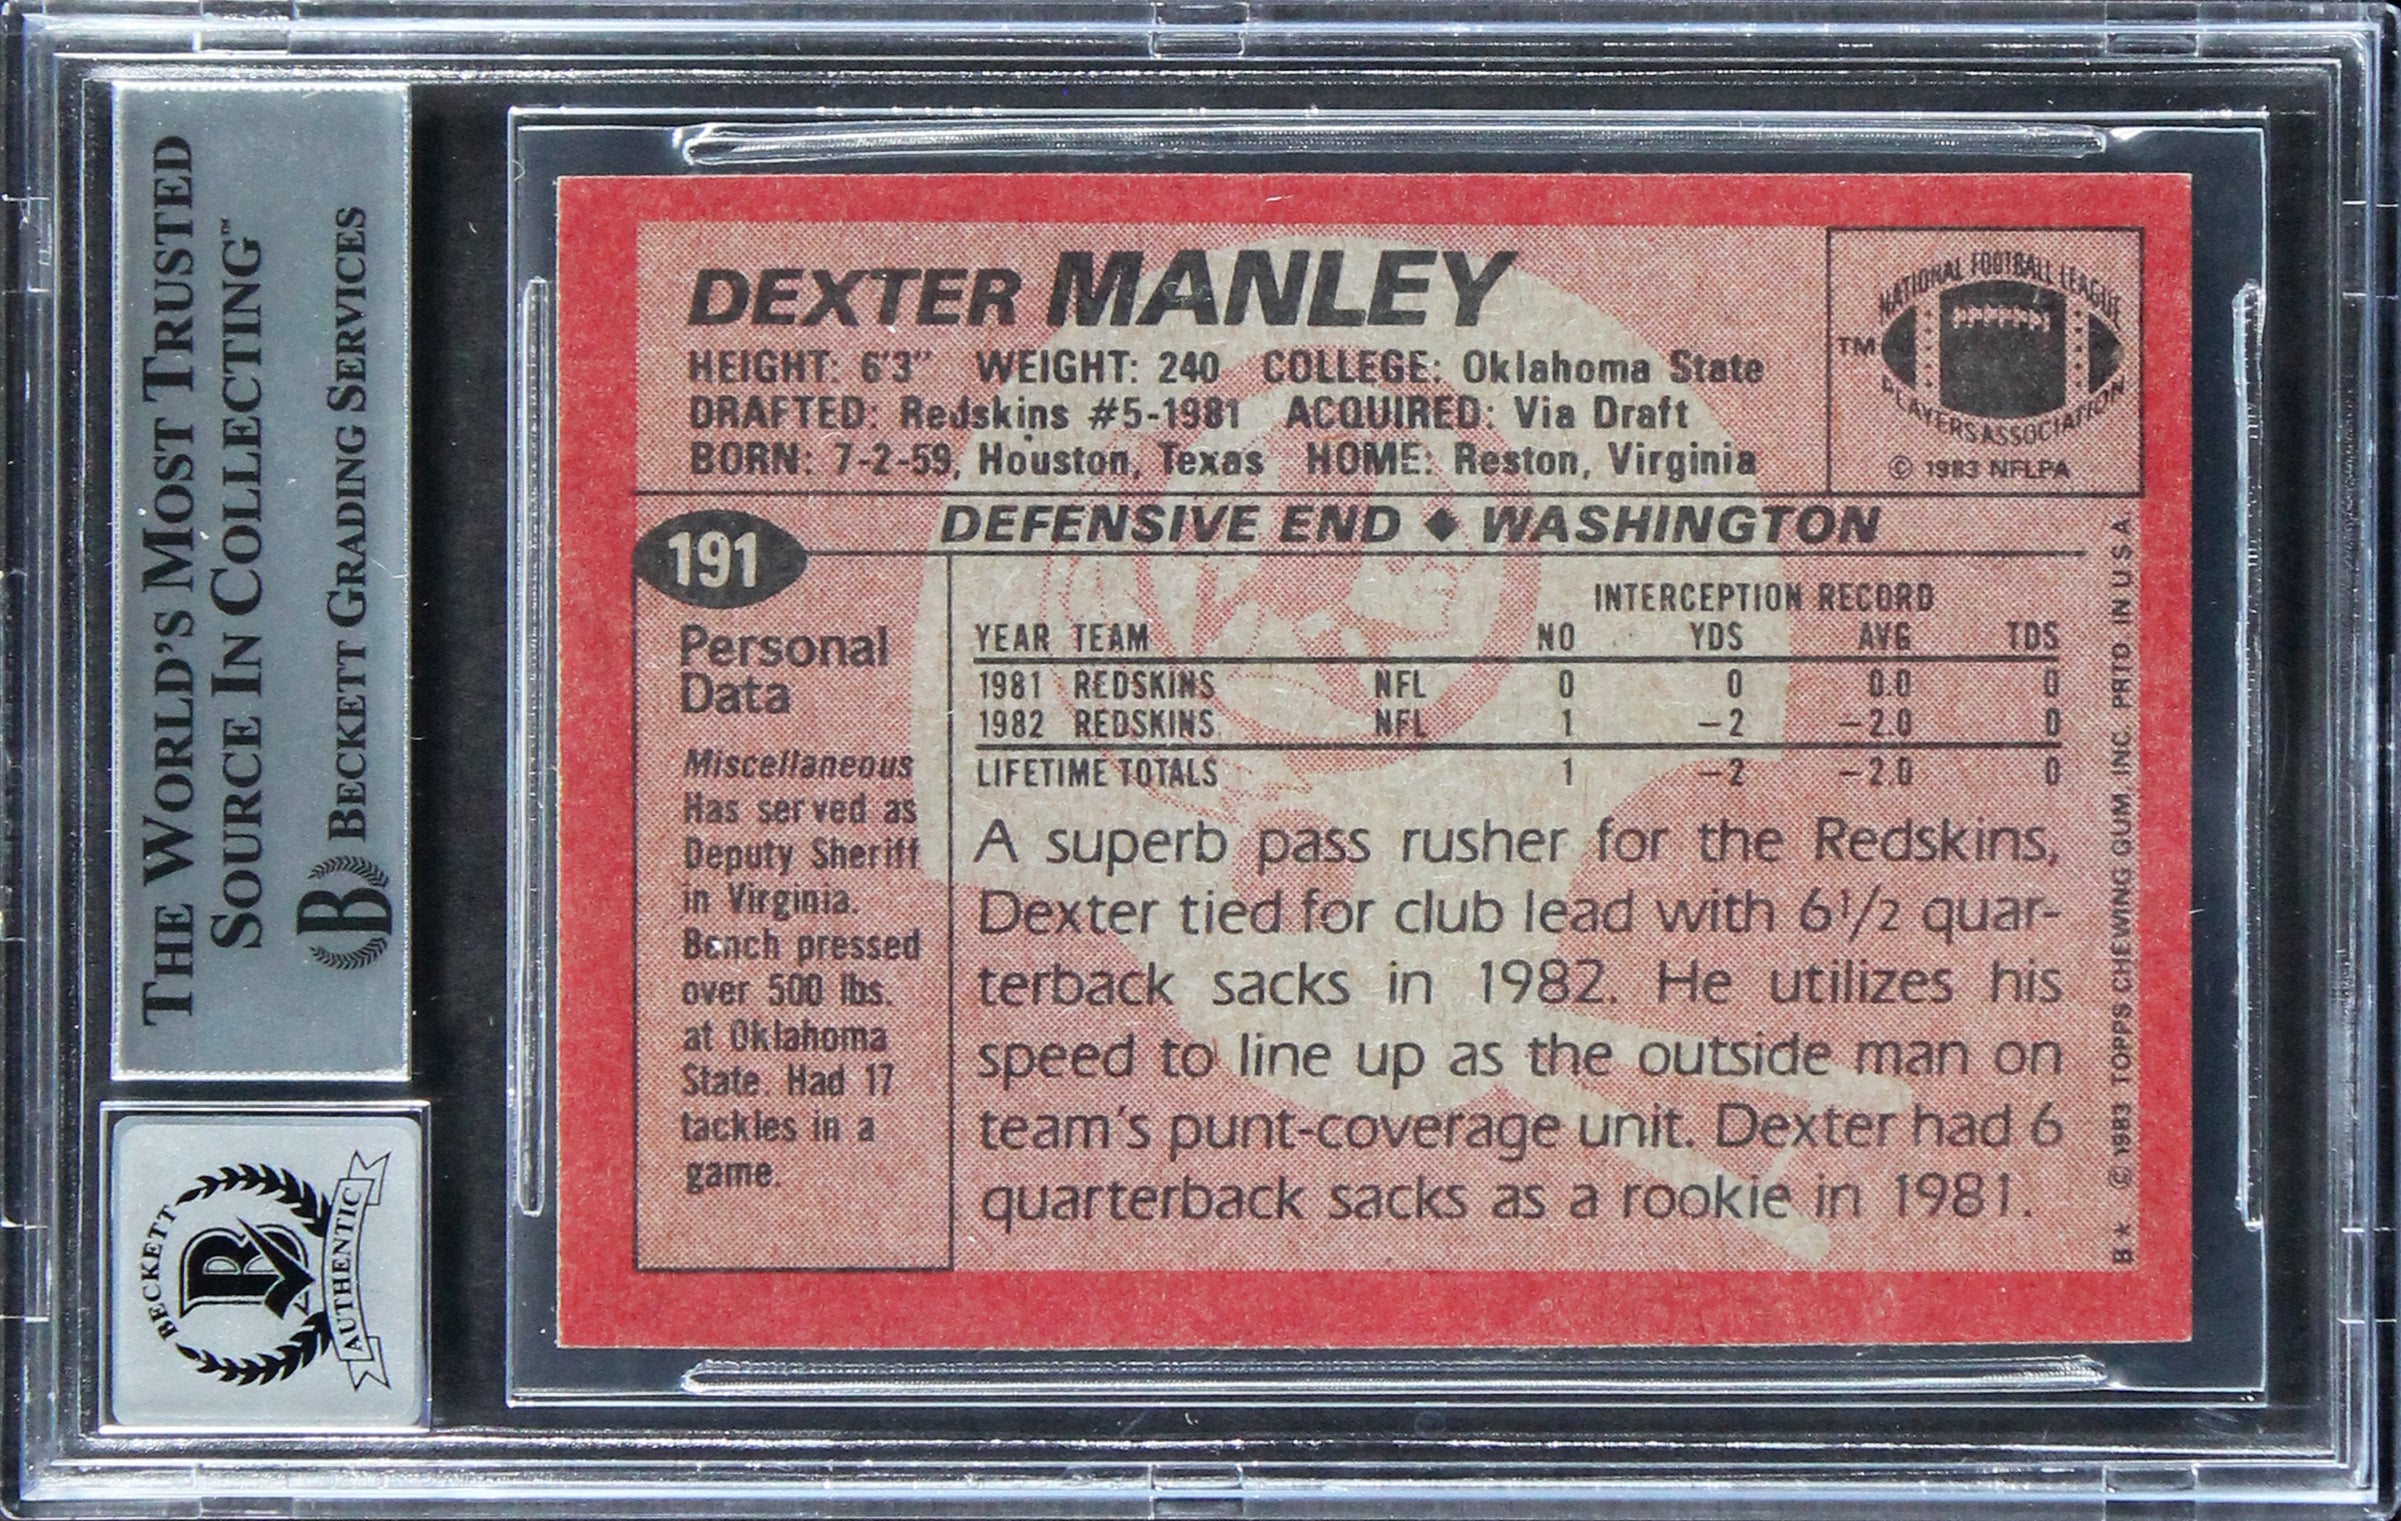 THE WORLD'S MOST TRUSTED
SOURCE IN COLLECTING™
B BECKETT GRADING SERVICES
BECKETT
B
AUTHENTIC
DEXTER MANLEY
HEIGHT: 6'3" WEIGHT: 240 COLLEGE: Oklahoma State
DRAFTED: Redskins #5-1981 ACQUIRED: Via Draft
BORN: 7-2-59, Houston, Texas HOME: Reston, Virginia
NATIONAL FOOTBALL LEAGUE
TM
PLAYERS ASSOCIATION
© 1983 NFLPA
191
DEFENSIVE END ♦ WASHINGTON
Personal
Data
Miscellaneous
Has served as
Deputy Sheriff
in Virginia.
Bench pressed
over 500 lbs.
at Oklahoma
State. Had 17
tackles in a
game.
INTERCEPTION RECORD
YEAR TEAM NO YDS AVG TDS
1981 REDSKINS NFL 0 0 0.0 0
1982 REDSKINS NFL 1 –2 –2.0 0
LIFETIME TOTALS 1 –2 –2.0 0
A superb pass rusher for the Redskins,
Dexter tied for club lead with 6 1/2 quar-
terback sacks in 1982. He utilizes his
speed to line up as the outside man on
team's punt-coverage unit. Dexter had 6
quarterback sacks as a rookie in 1981.
B* © 1983 TOPPS CHEWING GUM, INC. PRTD IN U S A